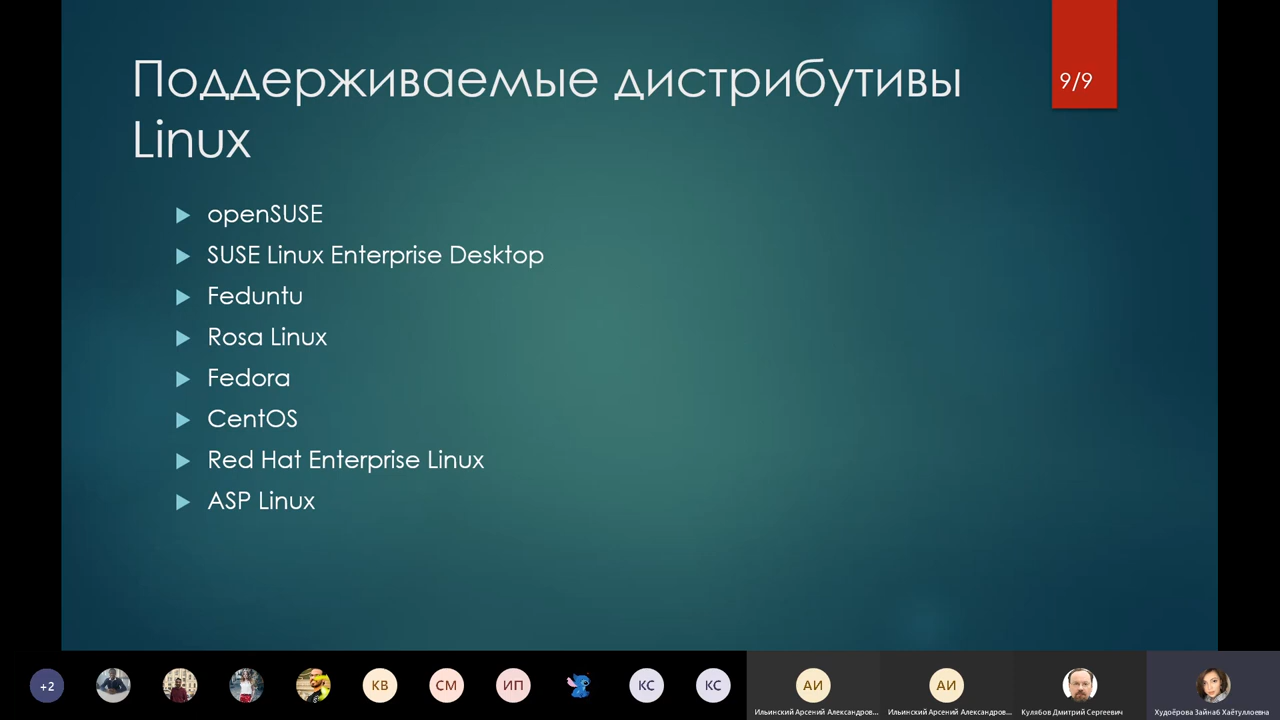 Поддерживаемые дистрибутивы
Linux
9/9
openSUSE
SUSE Linux Enterprise Desktop
Feduntu
Rosa Linux
Fedora
CentOS
Red Hat Enterprise Linux
ASP Linux
+2
КВ
СМ
ИП
КС
КС
АИ
АИ
Ильинский Арсений Александров...
Ильинский Арсений Александров...
Кулябов Дмитрий Сергеевич
Худоёрова Зайнаб Хаётуллоевна